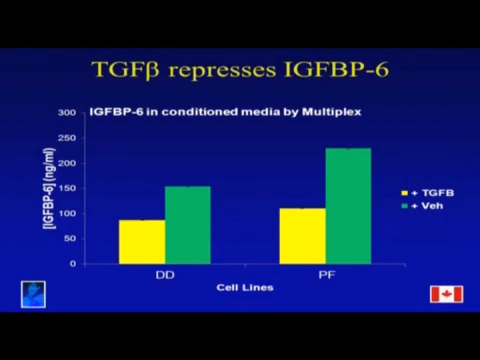 TGFβ represses IGFBP-6
IGFBP-6 in conditioned media by Multiplex
[IGFBP-6] (ng/ml)
300
250
200
150
100
50
0
DD
PF
Cell Lines
+ TGFB
+ Veh